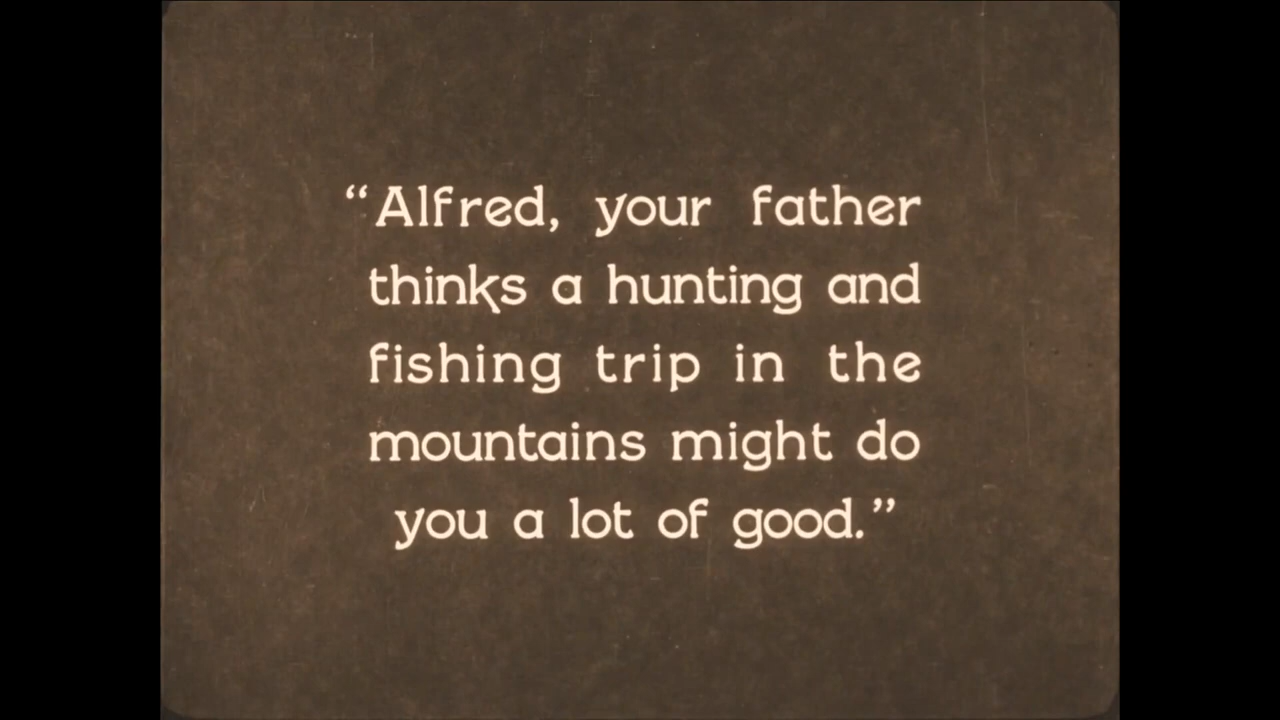 “Alfred, your father
thinks a hunting and
fishing trip in the
mountains might do
you a lot of good.”